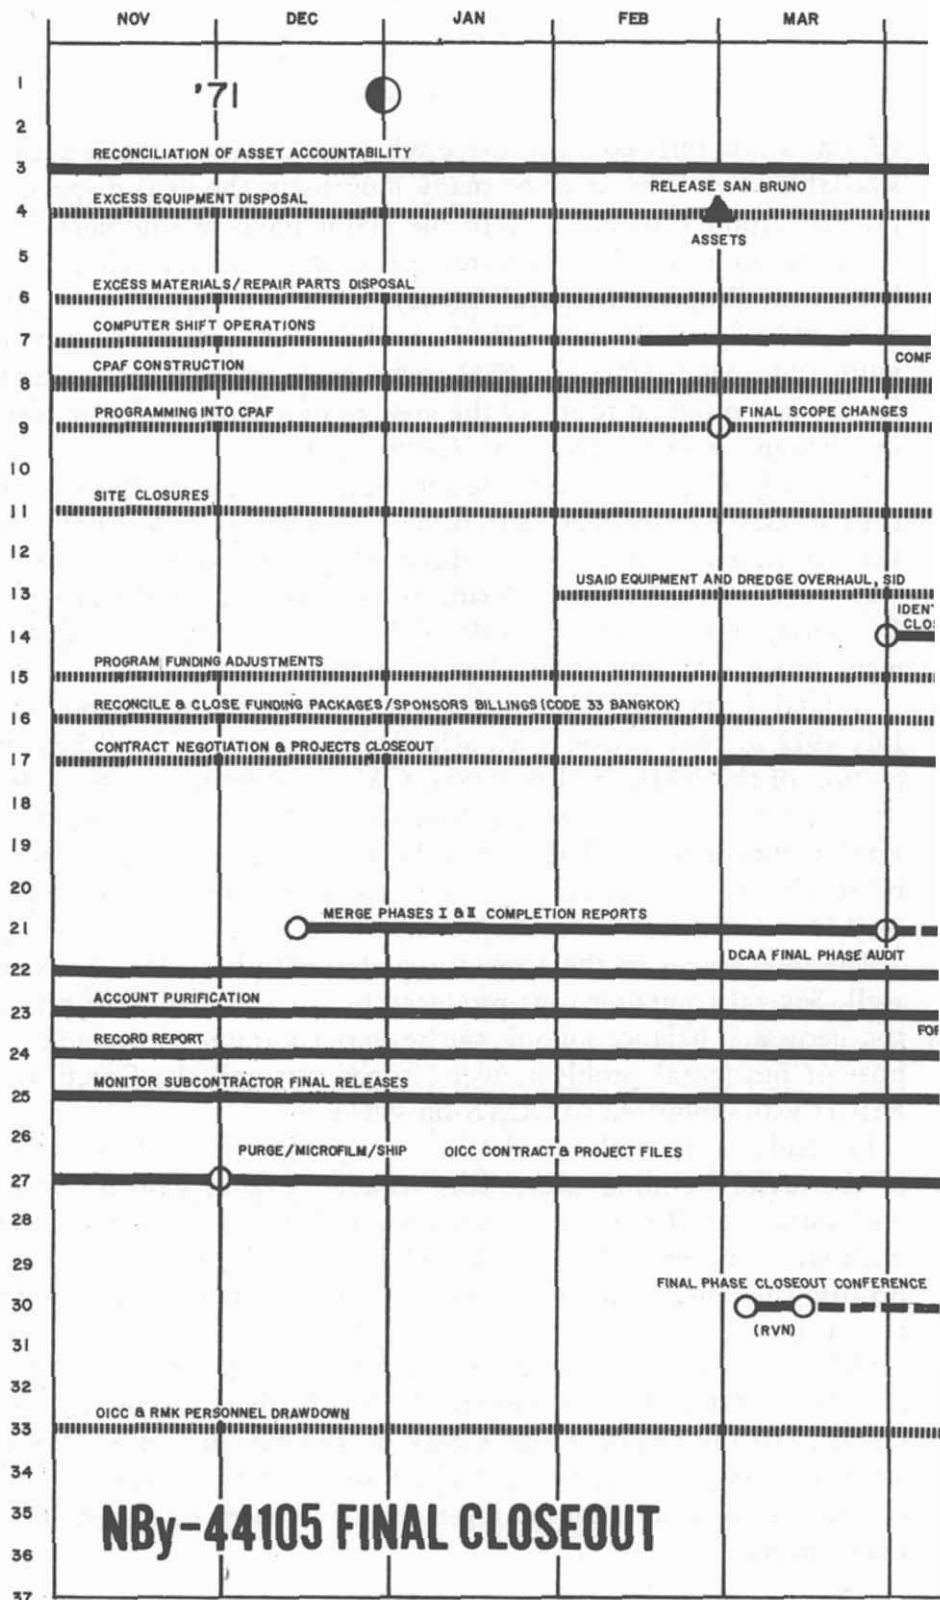 NOV DEC JAN FEB MAR
1
'71
2
RECONCILIATION OF ASSET ACCOUNTABILITY
3
RELEASE SAN BRUNO
EXCESS EQUIPMENT DISPOSAL
4
ASSETS
5
EXCESS MATERIALS/REPAIR PARTS DISPOSAL
6
COMPUTER SHIFT OPERATIONS
7
COMP
CPAF CONSTRUCTION
8
PROGRAMMING INTO CPAF FINAL SCOPE CHANGES
9
10
SITE CLOSURES
11
12
USAID EQUIPMENT AND DREDGE OVERHAUL, SID
13
IDENT
CLOS
14
PROGRAM FUNDING ADJUSTMENTS
15
RECONCILE & CLOSE FUNDING PACKAGES/SPONSORS BILLINGS (CODE 33 BANGKOK)
16
CONTRACT NEGOTIATION & PROJECTS CLOSEOUT
17
18
19
20
MERGE PHASES I & II COMPLETION REPORTS
21
DCAA FINAL PHASE AUDIT
22
ACCOUNT PURIFICATION
23
FOR
RECORD REPORT
24
MONITOR SUBCONTRACTOR FINAL RELEASES
25
26
PURGE/MICROFILM/SHIP OICC CONTRACT & PROJECT FILES
27
28
29
FINAL PHASE CLOSEOUT CONFERENCE
30
(RVN)
31
32
OICC & RMK PERSONNEL DRAWDOWN
33
34
35
NBy-44105 FINAL CLOSEOUT
36
37